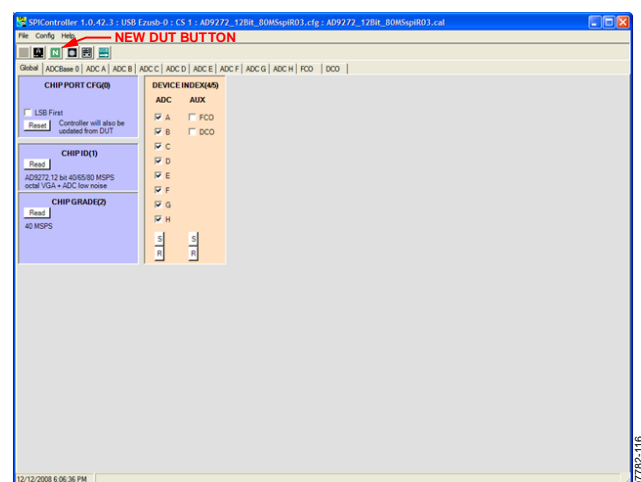 SPIController 1.0.42.3 : USB Ezusb-0 : CS 1 : AD9272_12Bit_80MSspiR03.cfg : AD9272_12Bit_80MSspiR03.cal
File Config Help
NEW DUT BUTTON
Global ADCBase 0 ADC A ADC B ADC C ADC D ADC E ADC F ADC G ADC H FCO DCO
CHIP PORT CFG(0)
LSB First
Reset
Controller will also be
updated from DUT
CHIP ID(1)
Read
AD9272,12 bit 40/65/80 MSPS
octal VGA + ADC low noise
CHIP GRADE(2)
Read
40 MSPS
DEVICE INDEX(4/5)
ADC AUX
A FCO
B DCO
C
D
E
F
G
H
S S
R R
12/12/2008 6:06:36 PM
07782-116